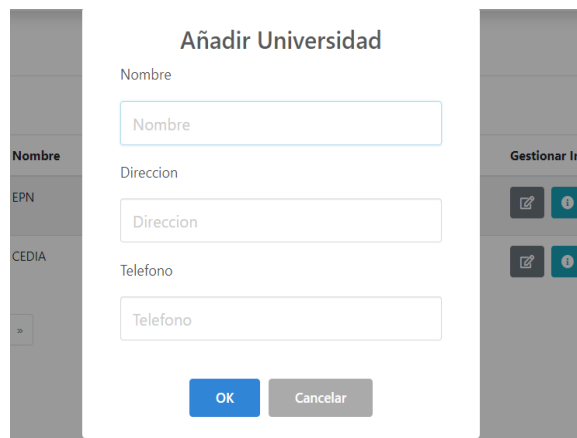 Añadir Universidad
Nombre
Nombre
Direccion
Direccion
Telefono
Telefono
OK Cancelar
Nombre Gestionar
EPN
CEDIA
»